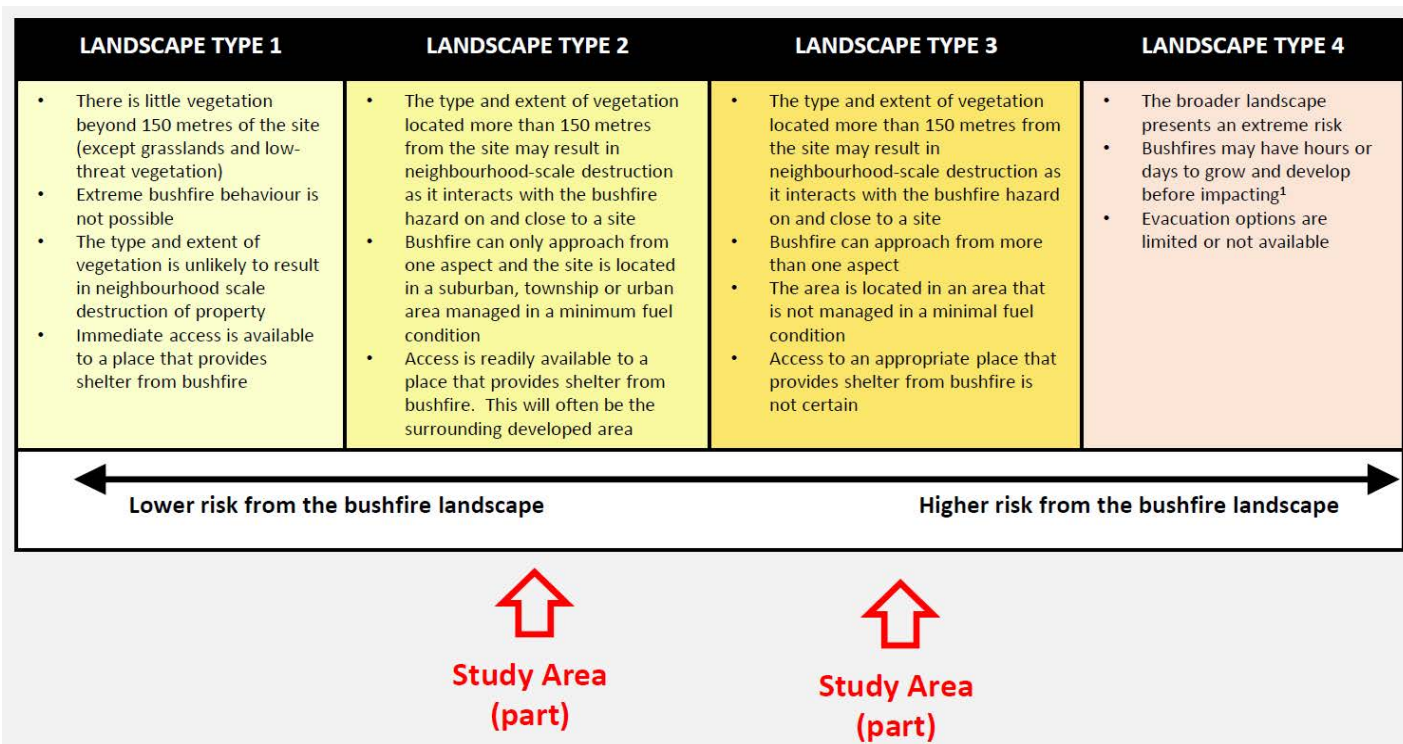 LANDSCAPE TYPE 1
• There is little vegetation
beyond 150 metres of the site
(except grasslands and low-
threat vegetation)
• Extreme bushfire behaviour is
not possible
• The type and extent of
vegetation is unlikely to result
in neighbourhood scale
destruction of property
• Immediate access is available
to a place that provides
shelter from bushfire
LANDSCAPE TYPE 2
• The type and extent of vegetation
located more than 150 metres
from the site may result in
neighbourhood-scale destruction
as it interacts with the bushfire
hazard on and close to a site
• Bushfire can only approach from
one aspect and the site is located
in a suburban, township or urban
area managed in a minimum fuel
condition
• Access is readily available to a
place that provides shelter from
bushfire. This will often be the
surrounding developed area
LANDSCAPE TYPE 3
• The type and extent of vegetation
located more than 150 metres from
the site may result in
neighbourhood-scale destruction as
it interacts with the bushfire hazard
on and close to a site
• Bushfire can approach from more
than one aspect
• The area is located in an area that
is not managed in a minimal fuel
condition
• Access to an appropriate place that
provides shelter from bushfire is
not certain
LANDSCAPE TYPE 4
• The broader landscape
presents an extreme risk
• Bushfires may have hours or
days to grow and develop
before impacting¹
• Evacuation options are
limited or not available
Lower risk from the bushfire landscape
Higher risk from the bushfire landscape
Study Area
(part)
Study Area
(part)